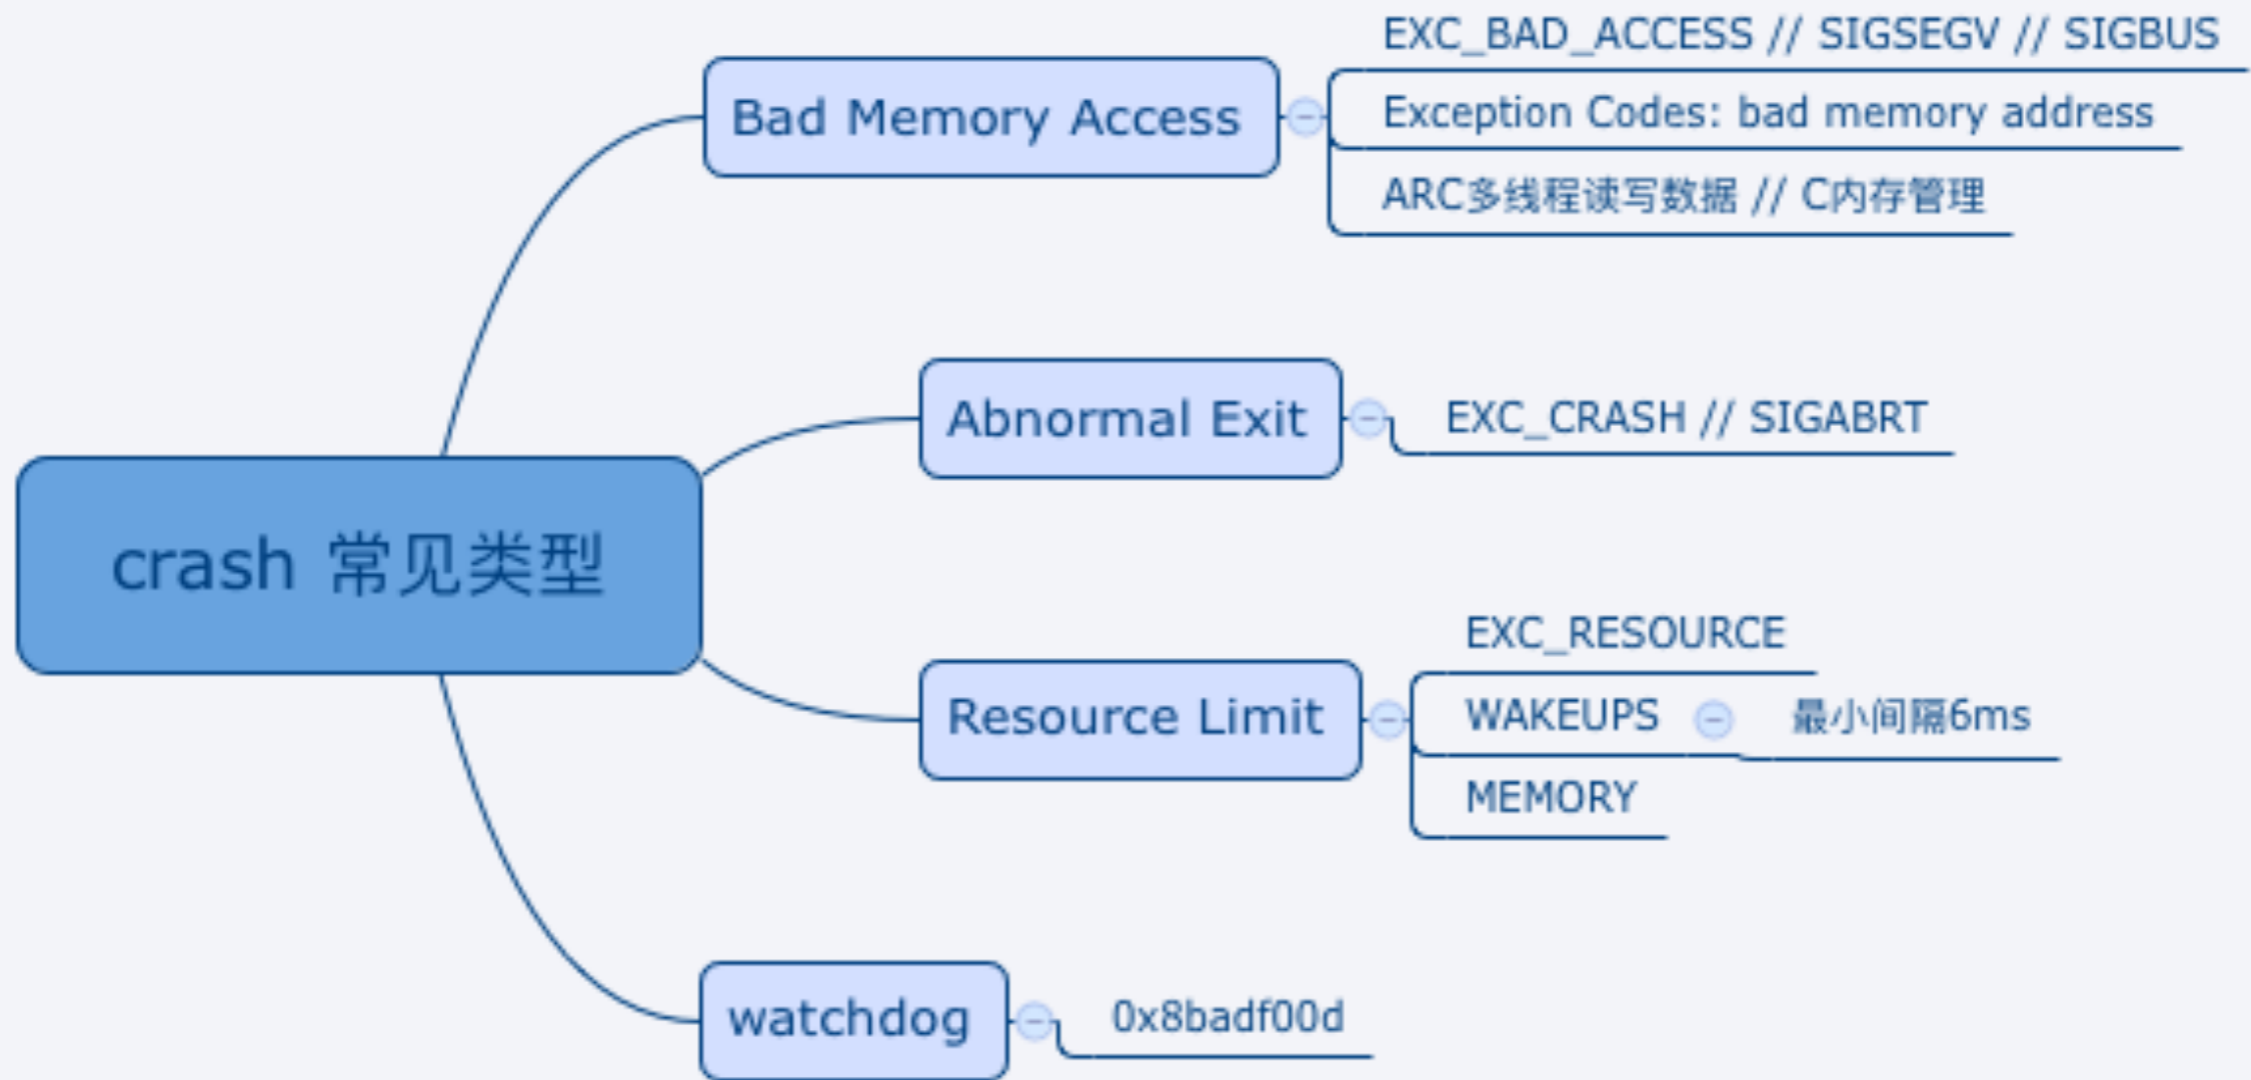 EXC_BAD_ACCESS // SIGSEGV // SIGBUS
Bad Memory Access
Exception Codes: bad memory address
ARC多线程读写数据 // C内存管理
Abnormal Exit
EXC_CRASH // SIGABRT
crash 常见类型
EXC_RESOURCE
Resource Limit
WAKEUPS
最小间隔6ms
MEMORY
watchdog
0x8badf00d